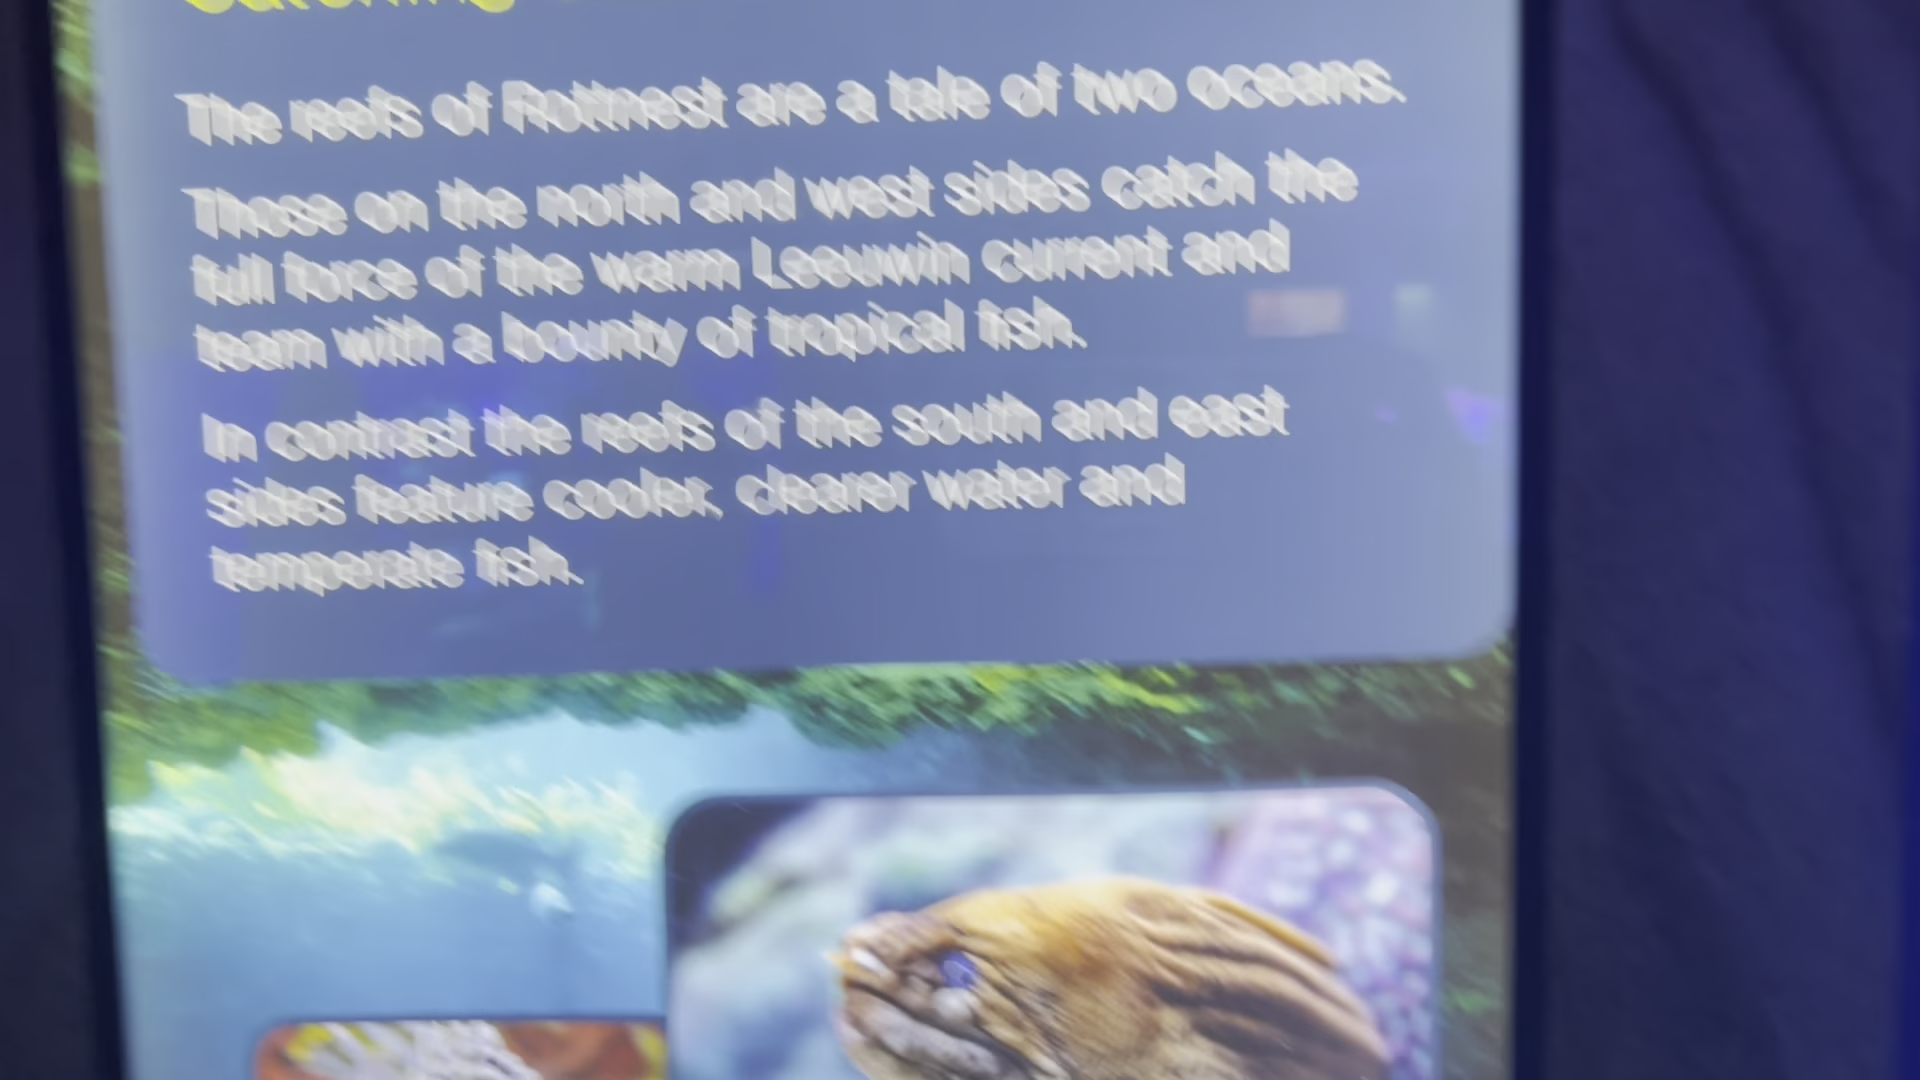 The reefs of Rottnest are a tale of two oceans.
Those on the north and west sides catch the
full force of the warm Leeuwin current and
team with a bounty of tropical fish.
In contrast the reefs of the south and east
sides feature cooler, clearer water and
temperate fish.